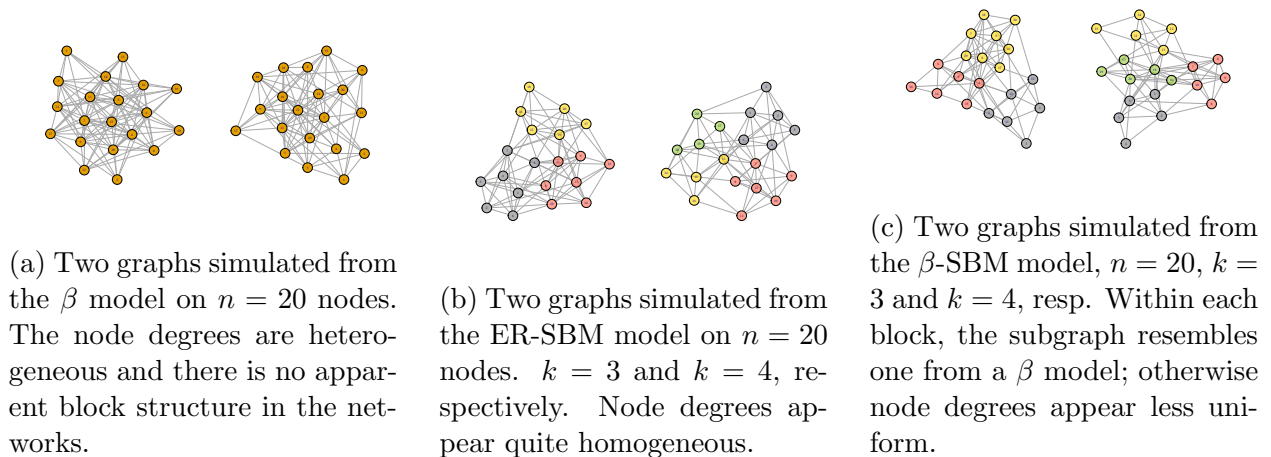 (a) Two graphs simulated from
the β model on n = 20 nodes.
The node degrees are hetero-
geneous and there is no appar-
ent block structure in the net-
works.
(b) Two graphs simulated from
the ER-SBM model on n = 20
nodes. k = 3 and k = 4, re-
spectively. Node degrees ap-
pear quite homogeneous.
(c) Two graphs simulated from
the β-SBM model, n = 20, k =
3 and k = 4, resp. Within each
block, the subgraph resembles
one from a β model; otherwise
node degrees appear less uni-
form.